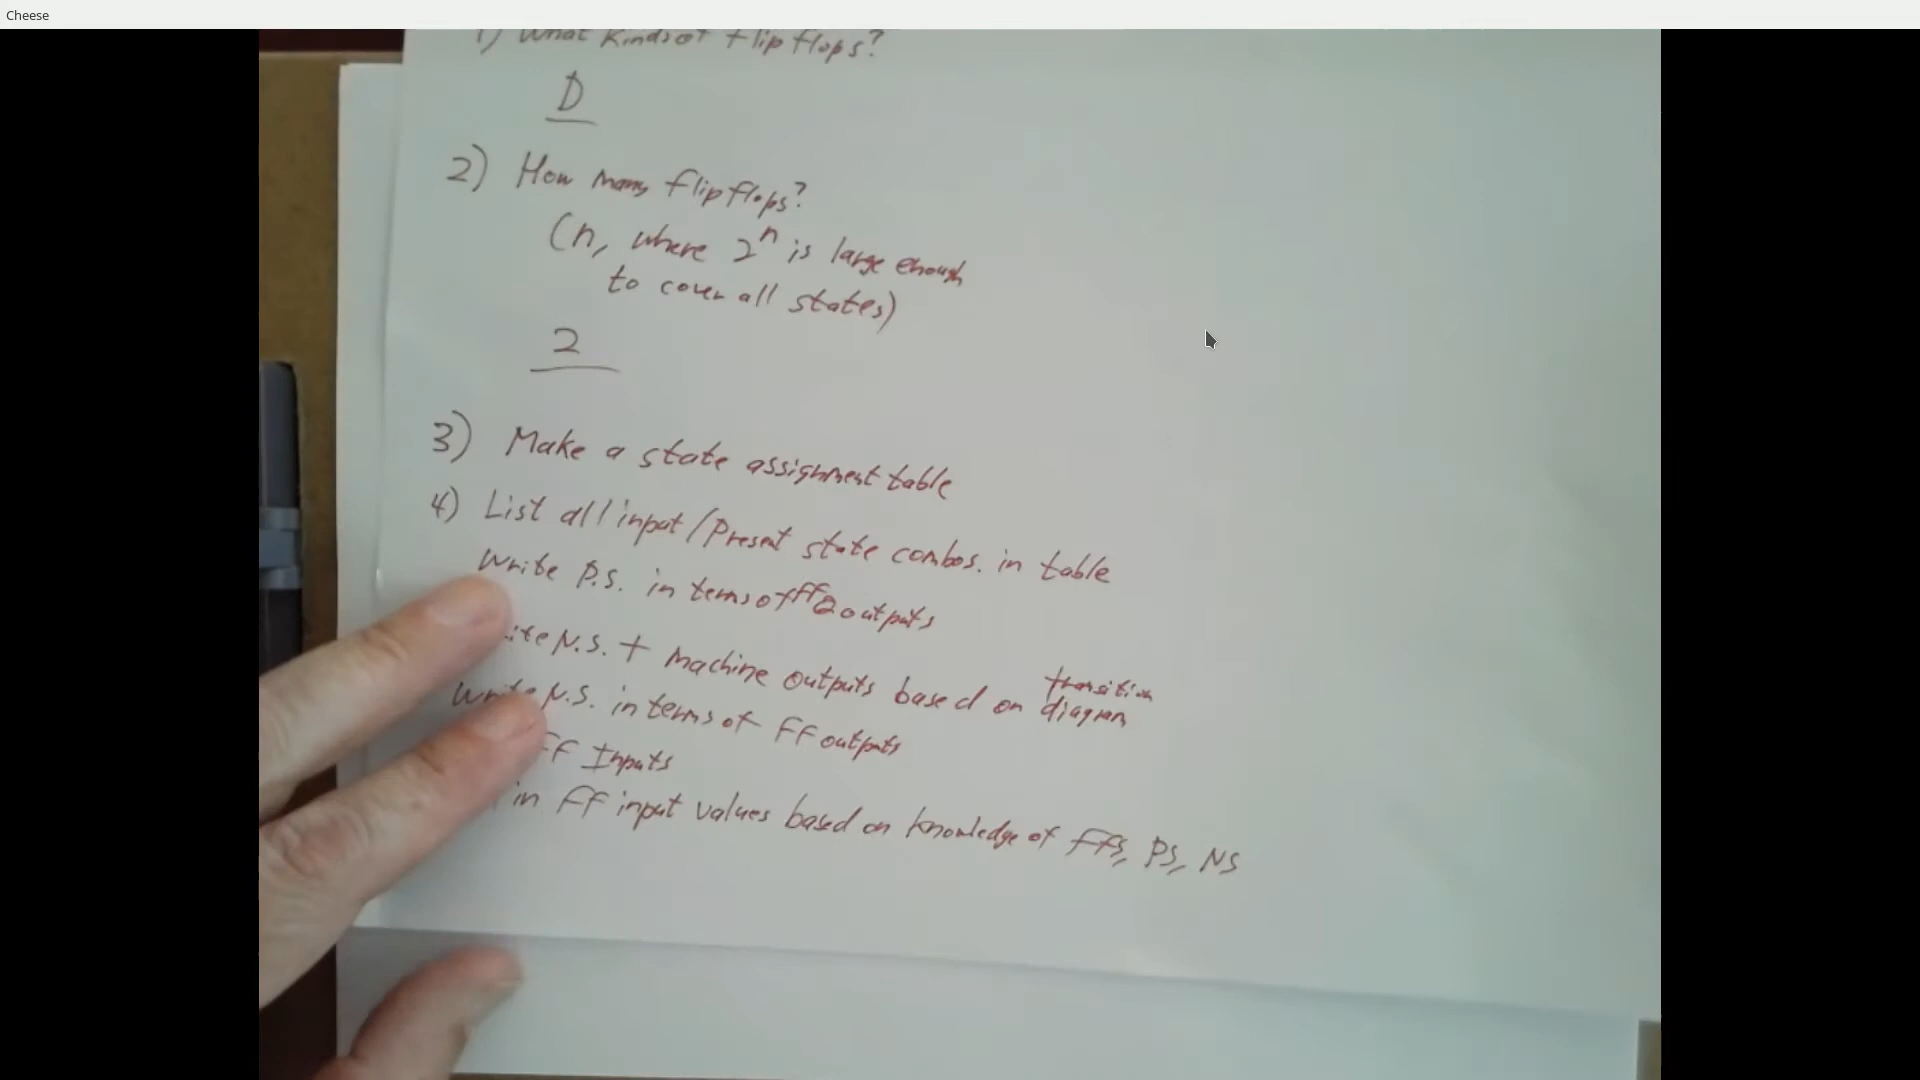 Cheese
1) What kinds of flip flops?
D
2) How many flip flops?
(n, where 2^n is large enough
to cover all states)
2
3) Make a state assignment table
4) List all input/Present state combos. in table
Write P.S. in terms of ff Q outputs
N.S. + machine outputs based on transition diagram
Write N.S. in terms of FF outputs
FF Inputs
in FF input values based on knowledge of FFs, PS, NS